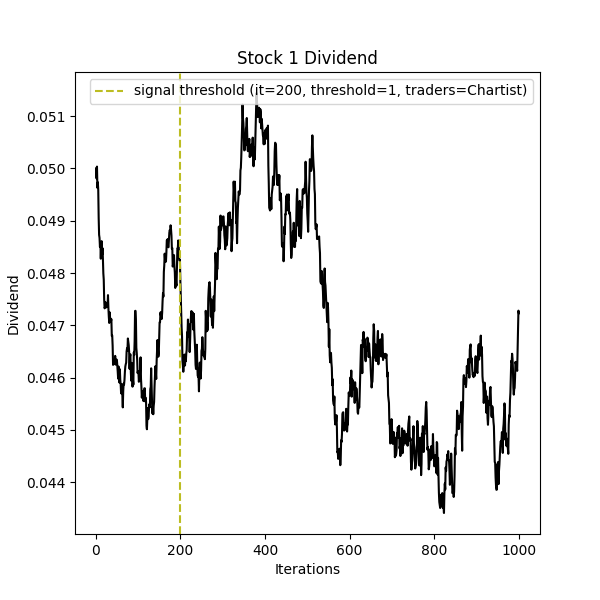 Stock 1 Dividend
signal threshold (it=200, threshold=1, traders=Chartist)
0.051
0.050
0.049
0.048
0.047
0.046
0.045
0.044
Dividend
0 200 400 600 800 1000
Iterations